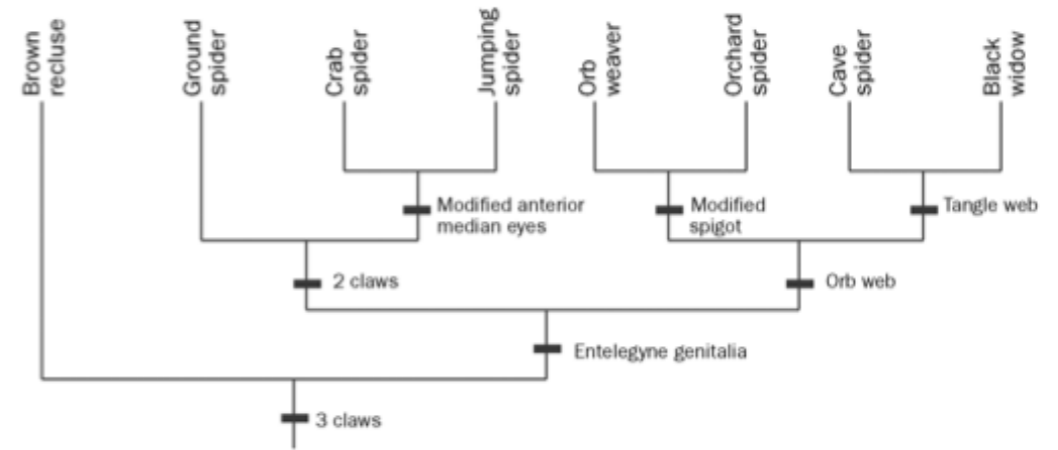 Brown
recluse
Ground
spider
Crab
spider
Jumping
spider
Orb
weaver
Orchard
spider
Cave
spider
Black
widow
Modified anterior
median eyes
Modified
spigot
Tangle web
2 claws
Orb web
Entelegyne genitalia
3 claws